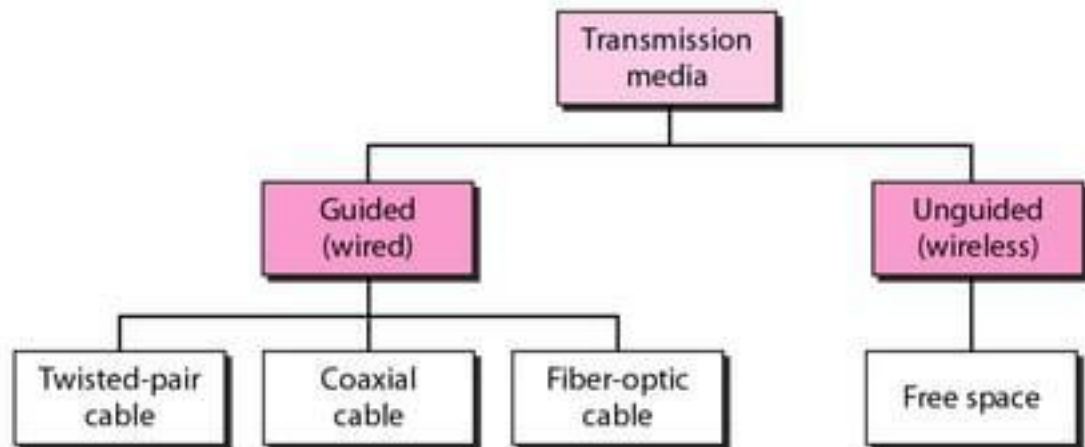 Transmission
media
Guided
(wired)
Unguided
(wireless)
Twisted-pair
cable
Coaxial
cable
Fiber-optic
cable
Free space